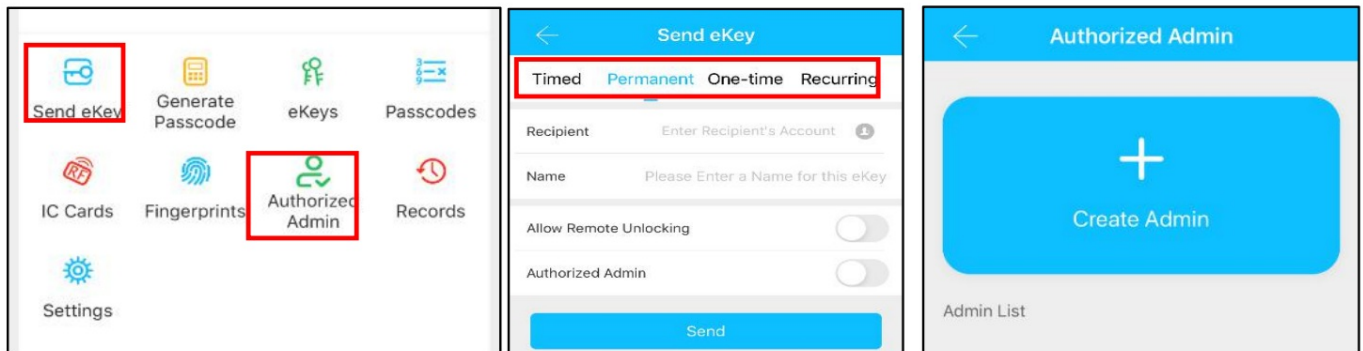 Send eKey
Generate
Passcode
eKeys
Passcodes
RF
IC Cards
Fingerprints
Authorized
Admin
Records
Settings
Send eKey
Timed Permanent One-time Recurring
Recipient Enter Recipient's Account
Name Please Enter a Name for this eKey
Allow Remote Unlocking
Authorized Admin
Send
Authorized Admin
Create Admin
Admin List